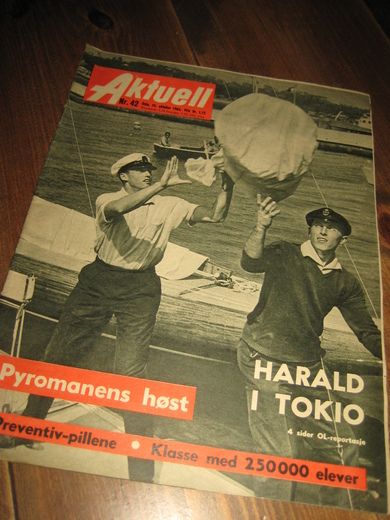 Aktuell
Nr. 42
HARALD
I TOKIO
4 sider OL-reportasje
Pyromanens høst
Preventiv-pillene • Klasse med 250000 elever